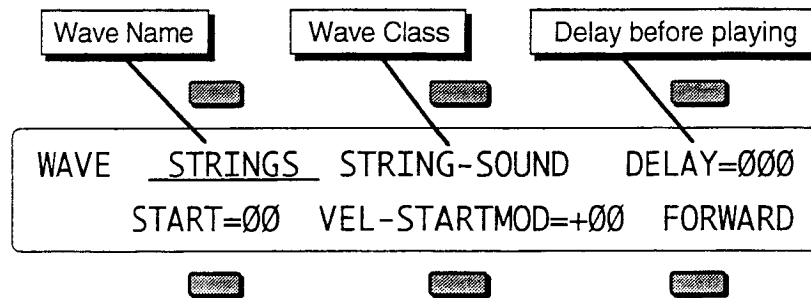 Wave Name
Wave Class
Delay before playing
WAVE STRINGS STRING-SOUND DELAY=ØØØ
START=ØØ VEL-STARTMOD=+ØØ FORWARD